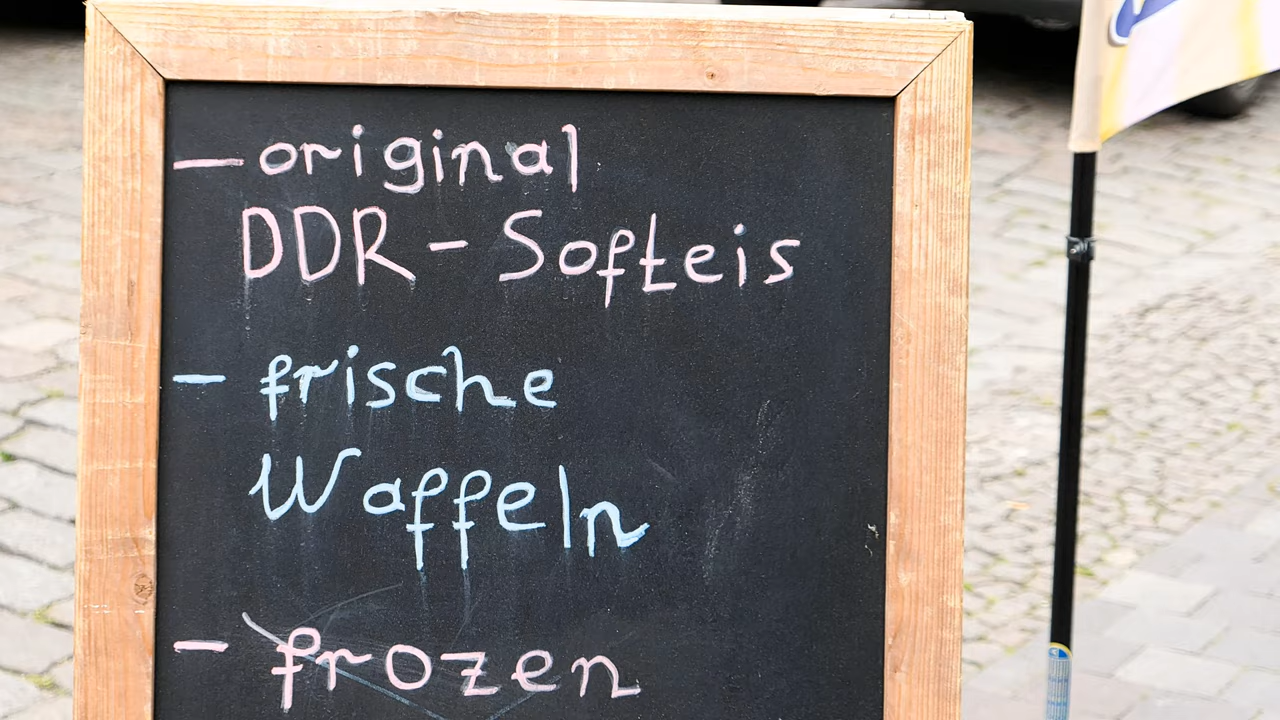 – original
DDR - Softeis
- frische
Waffeln
- frozen